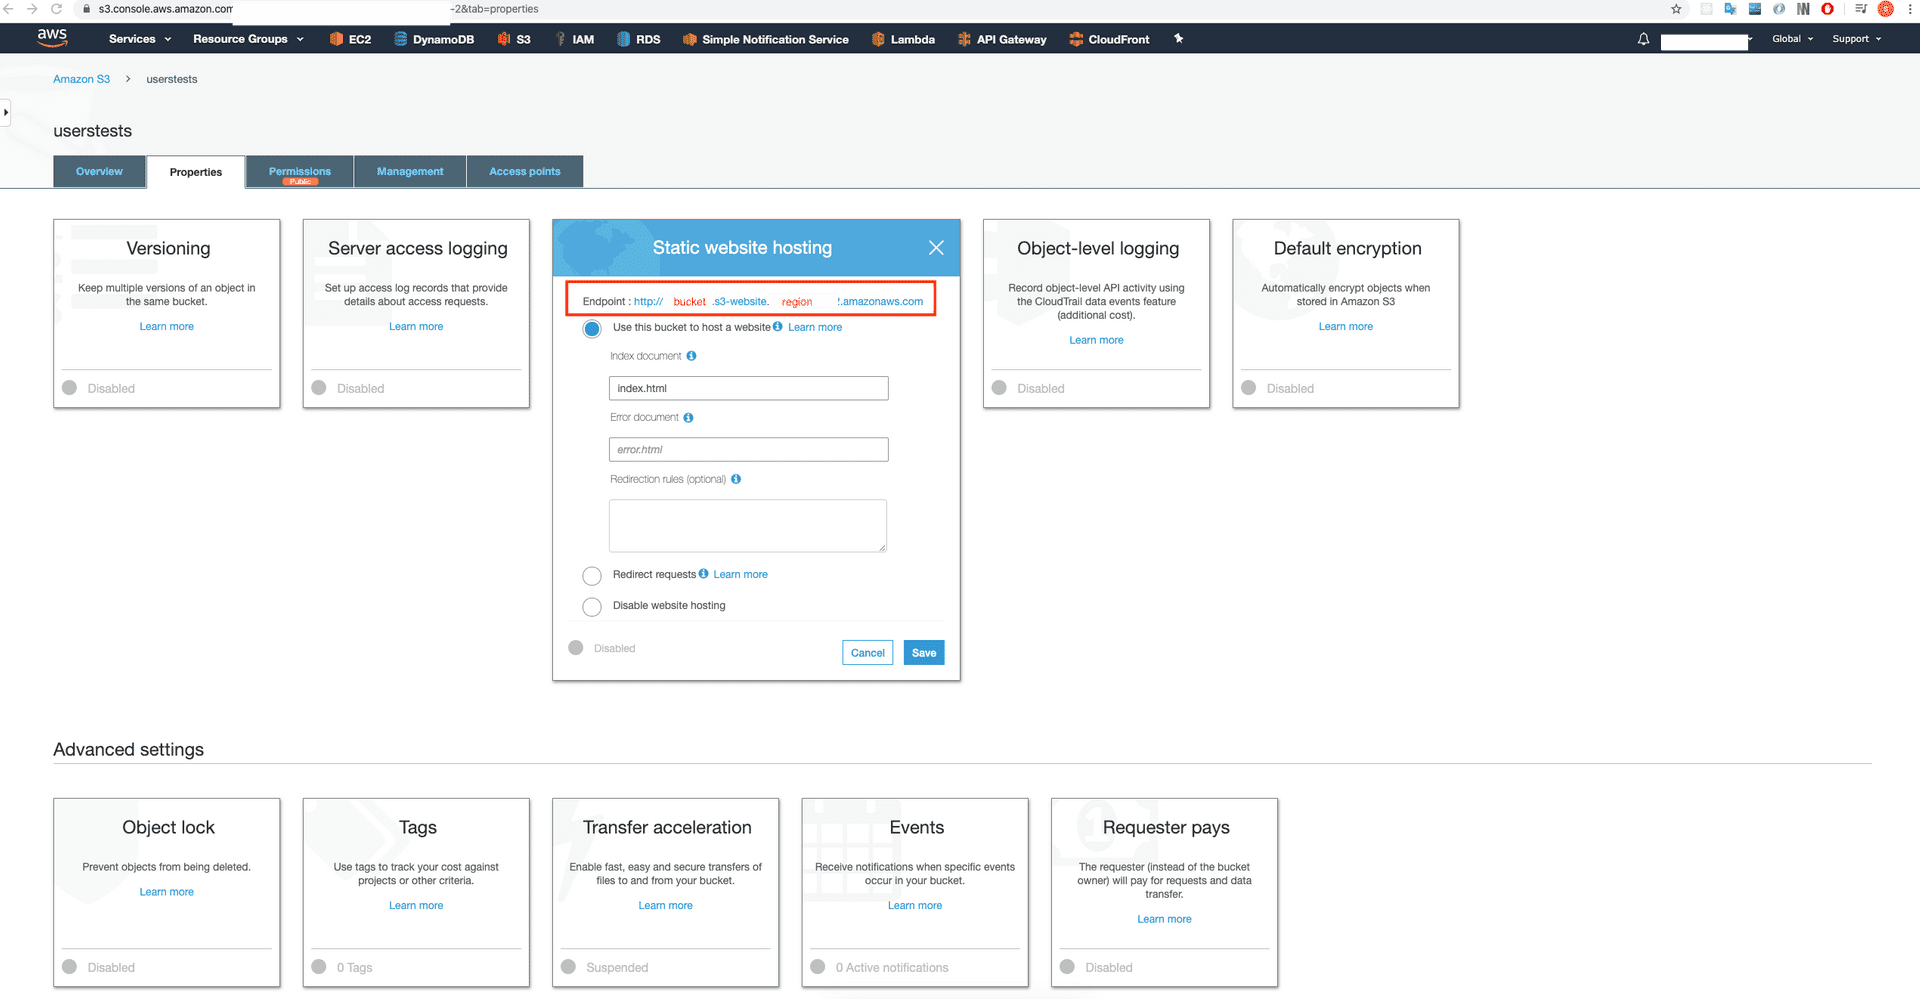 s3.console.aws.amazon.com -2&tab=properties
aws Services Resource Groups EC2 DynamoDB S3 IAM RDS Simple Notification Service Lambda API Gateway CloudFront Global Support
Amazon S3 > userstests
userstests
Overview Properties Permissions Management Access points
Public
Versioning
Keep multiple versions of an object in
the same bucket.
Learn more
Disabled
Server access logging
Set up access log records that provide
details about access requests.
Learn more
Disabled
Static website hosting
Endpoint : http:// bucket .s3-website. region .amazonaws.com
Use this bucket to host a website Learn more
Index document
index.html
Error document
error.html
Redirection rules (optional)
Redirect requests Learn more
Disable website hosting
Disabled
Cancel Save
Object-level logging
Record object-level API activity using
the CloudTrail data events feature
(additional cost).
Learn more
Disabled
Default encryption
Automatically encrypt objects when
stored in Amazon S3
Learn more
Disabled
Advanced settings
Object lock
Prevent objects from being deleted.
Learn more
Disabled
Tags
Use tags to track your cost against
projects or other criteria.
Learn more
0 Tags
Transfer acceleration
Enable fast, easy and secure transfers of
files to and from your bucket.
Learn more
Suspended
Events
Receive notifications when specific events
occur in your bucket.
Learn more
0 Active notifications
Requester pays
The requester (instead of the bucket
owner) will pay for requests and data
transfer.
Learn more
Disabled